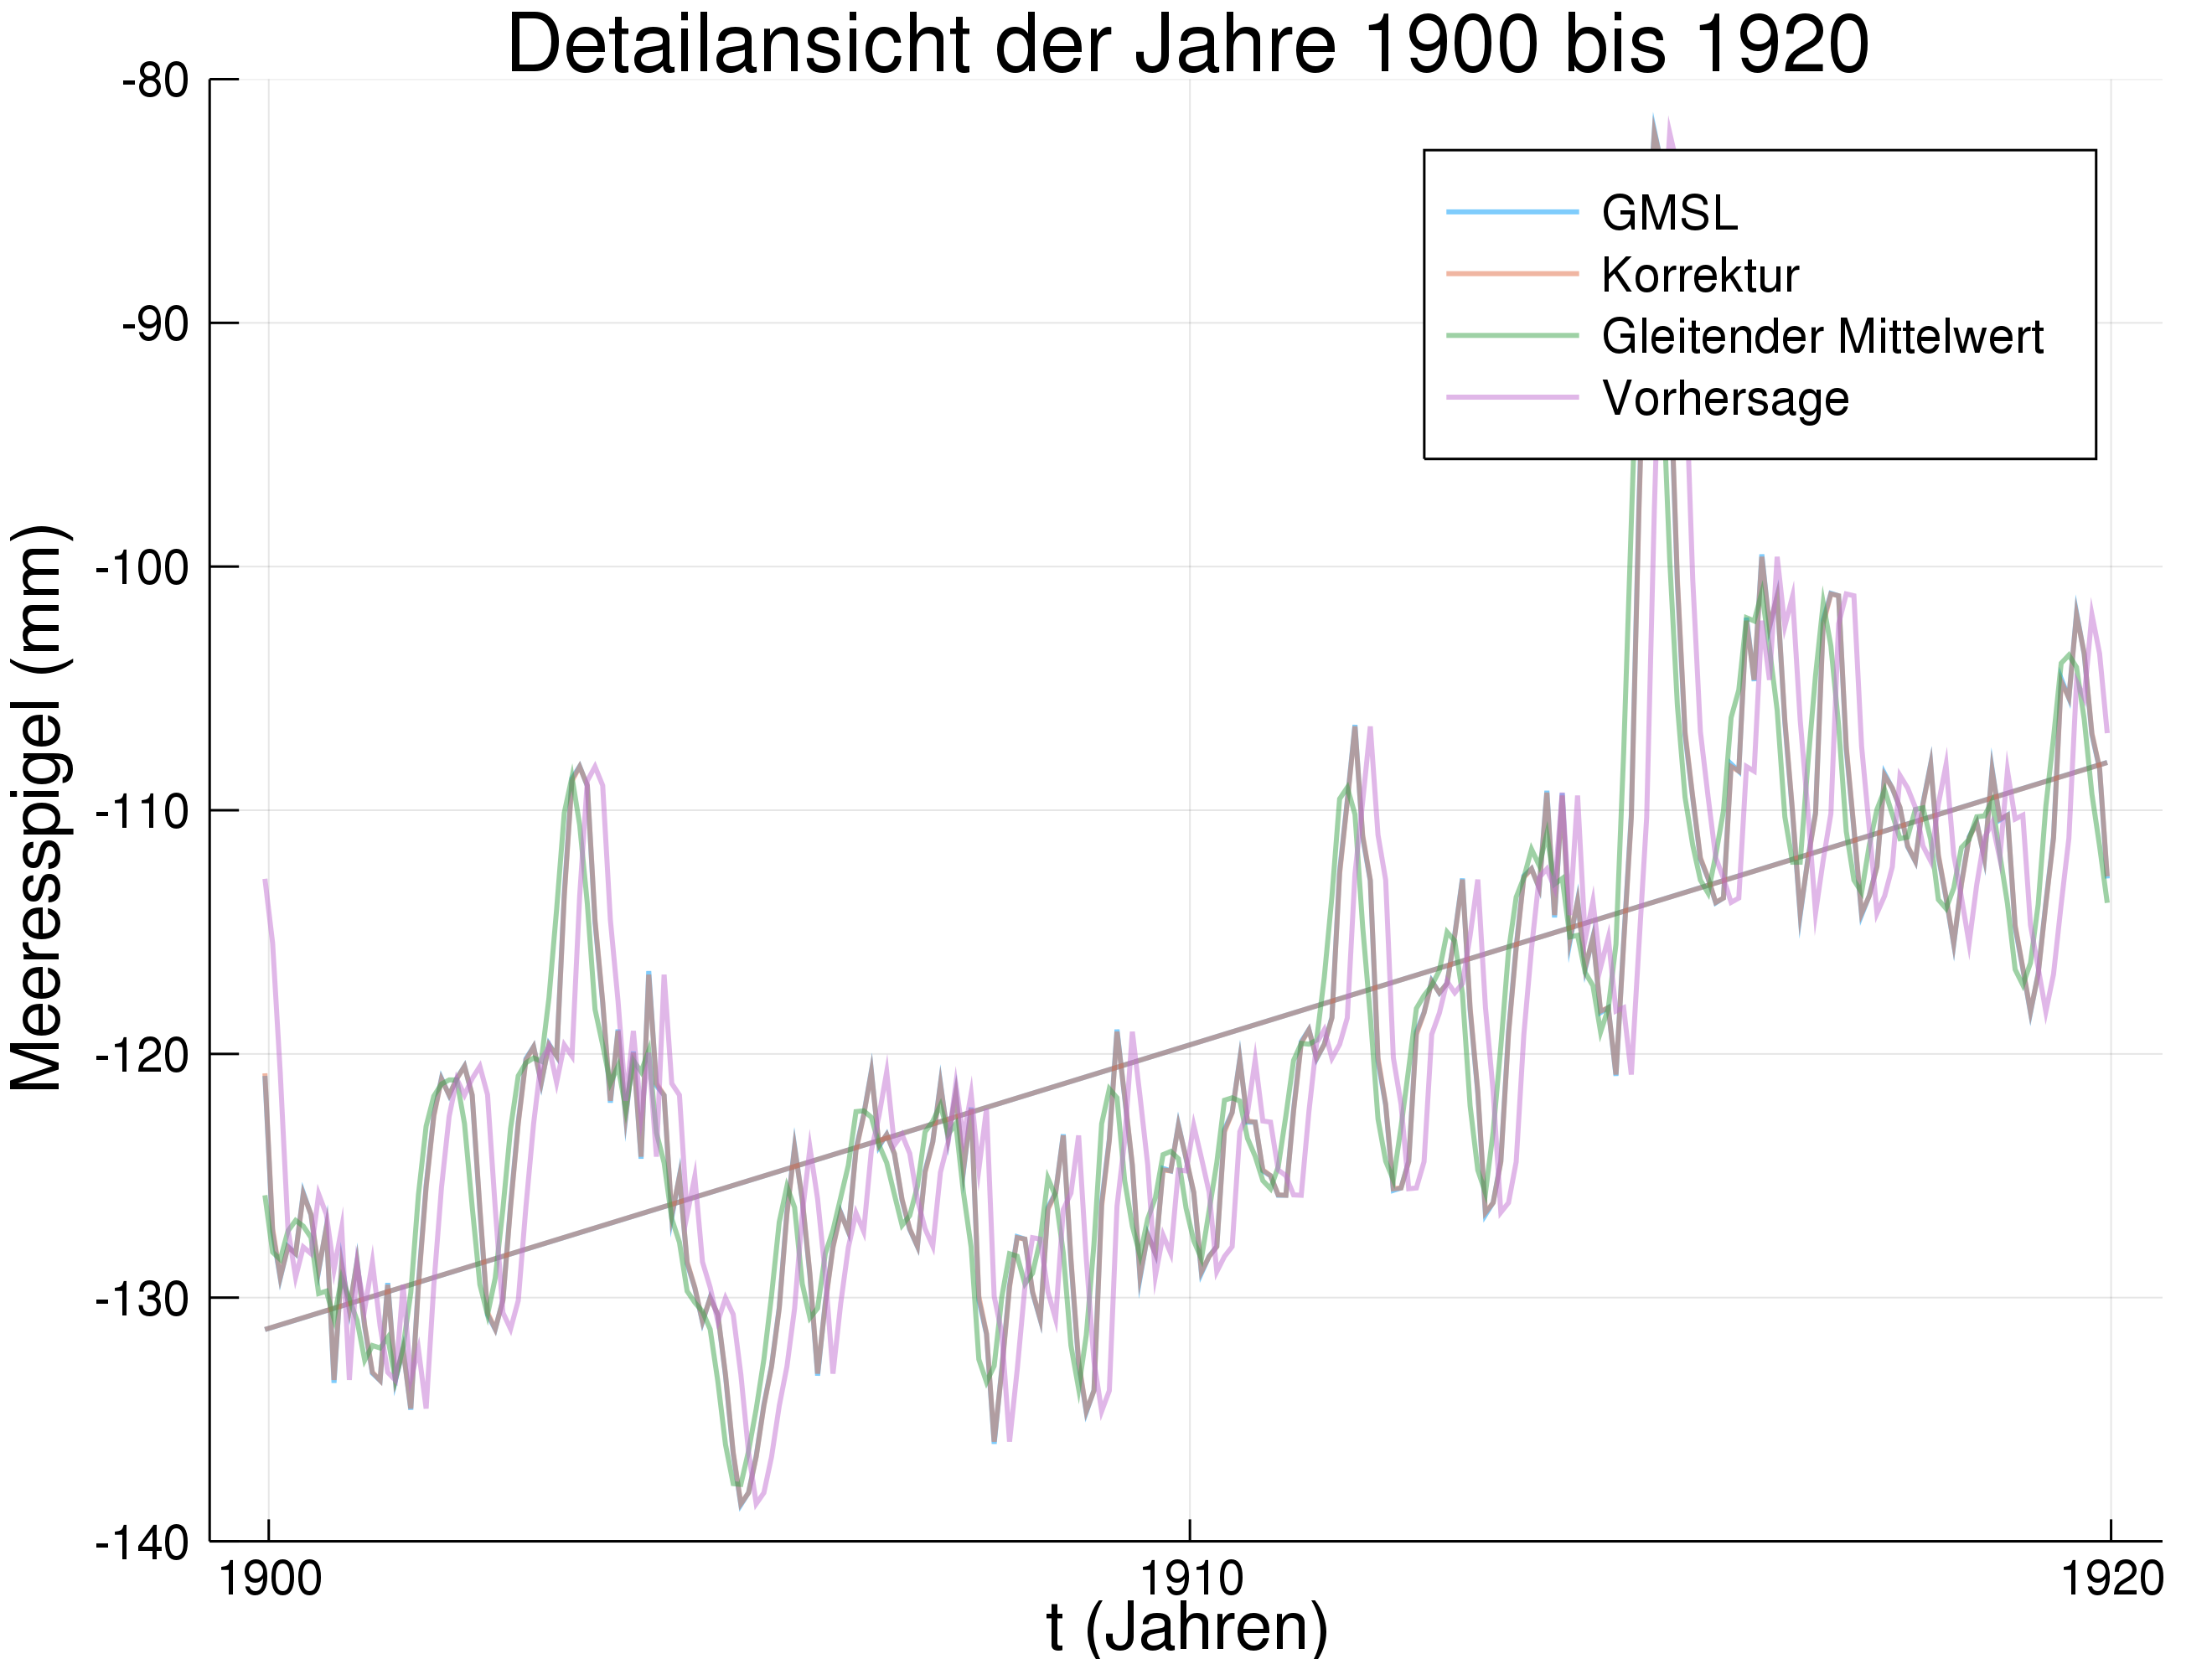 Detailansicht der Jahre 1900 bis 1920
-80
-90
-100
-110
-120
-130
-140
Meeresspigel (mm)
GMSL
Korrektur
Gleitender Mittelwert
Vorhersage
1900
1910
1920
t (Jahren)